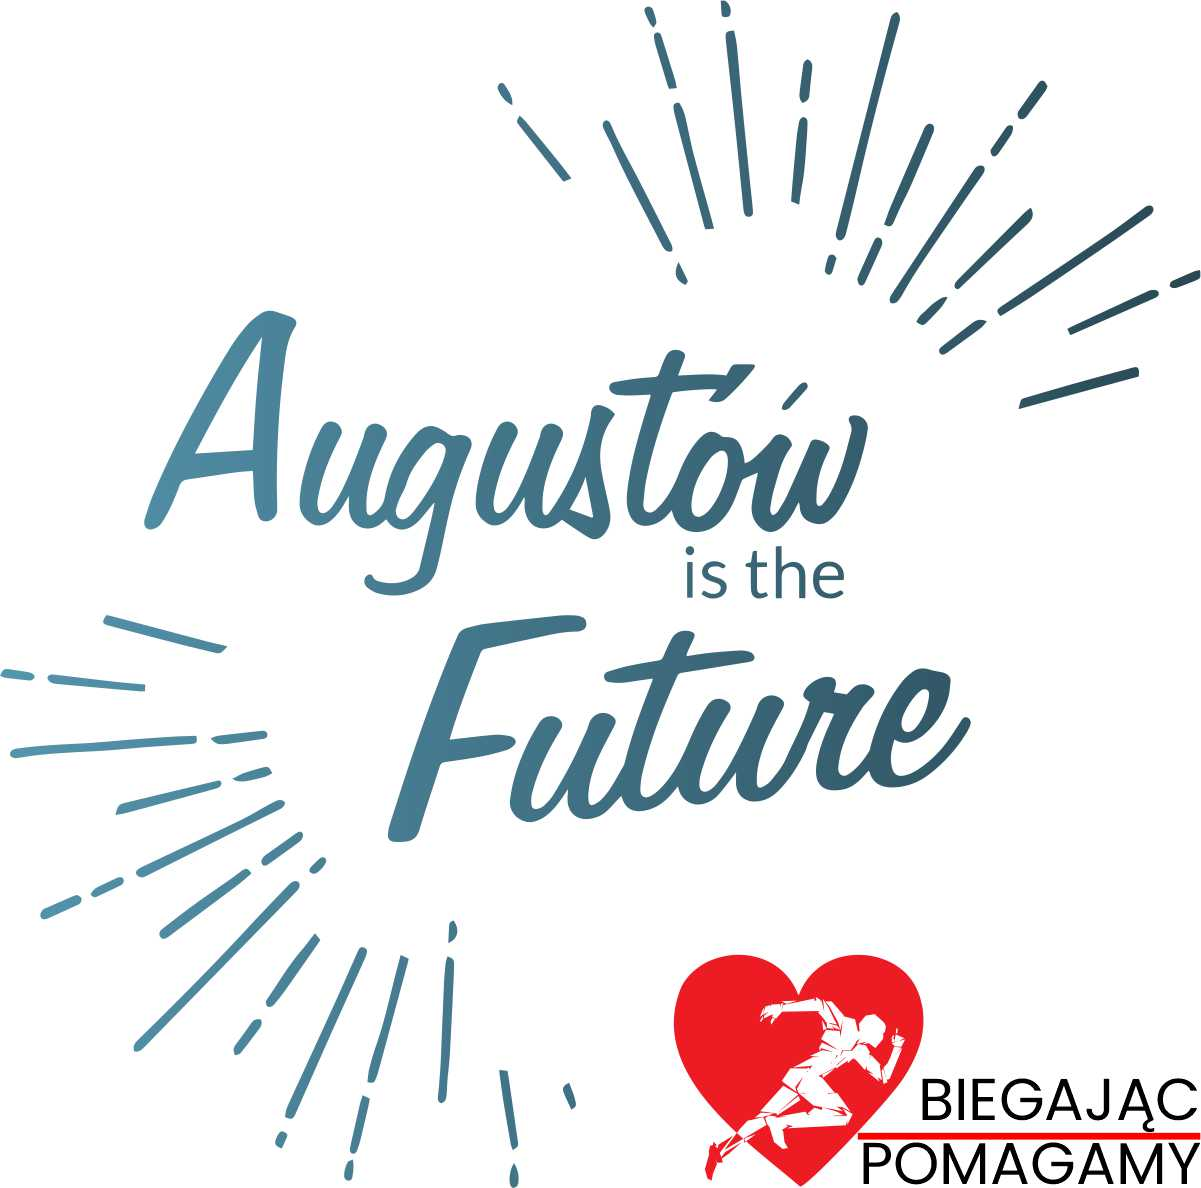 Augustów
is the
Future
BIEGAJĄC
POMAGAMY